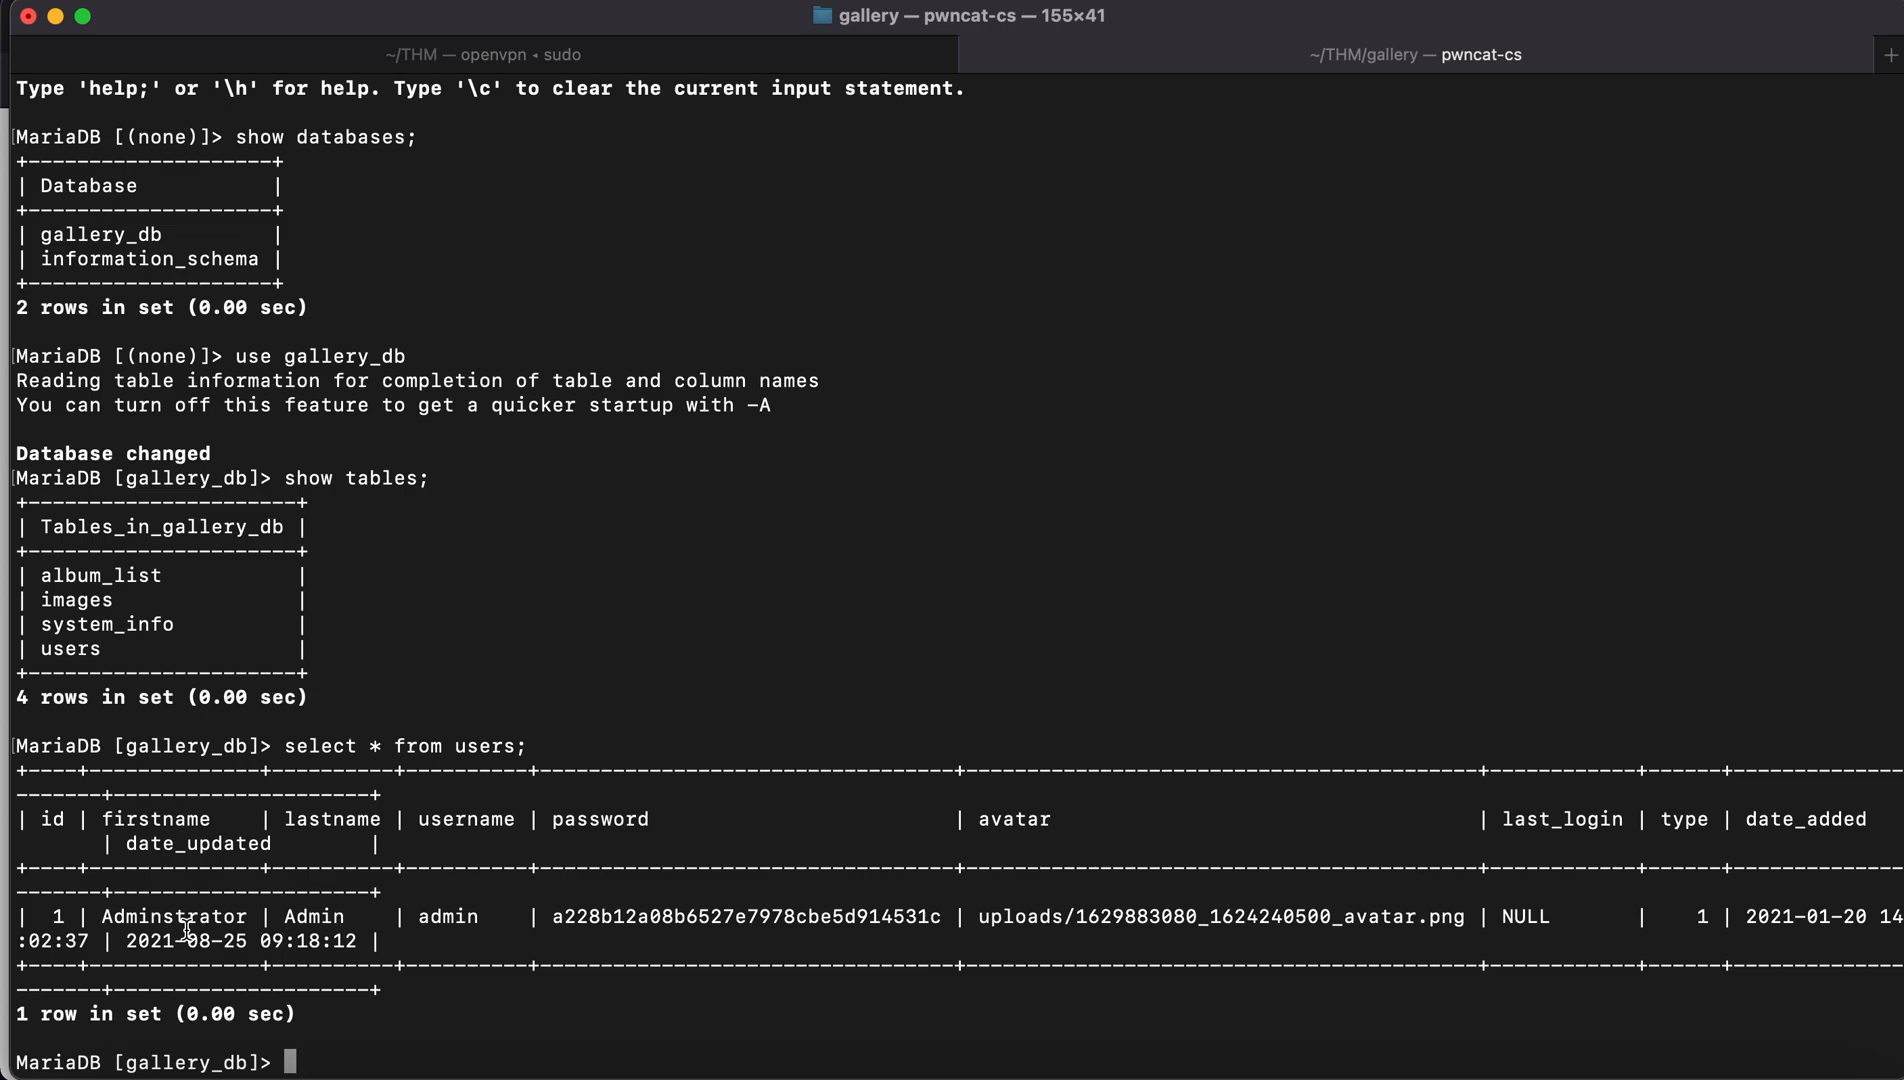 gallery — pwncat-cs — 155×41
~/THM — openvpn ◂ sudo
~/THM/gallery — pwncat-cs
+
Type 'help;' or '\h' for help. Type '\c' to clear the current input statement.
[MariaDB [(none)]> show databases;
+--------------------+
| Database           |
+--------------------+
| gallery_db         |
| information_schema |
+--------------------+
2 rows in set (0.00 sec)
[MariaDB [(none)]> use gallery_db
Reading table information for completion of table and column names
You can turn off this feature to get a quicker startup with -A
Database changed
[MariaDB [gallery_db]> show tables;
+----------------------+
| Tables_in_gallery_db |
+----------------------+
| album_list           |
| images               |
| system_info          |
| users                |
+----------------------+
4 rows in set (0.00 sec)
[MariaDB [gallery_db]> select * from users;
+----+--------------+----------+----------+----------------------------------+------------------------------------------+------------+------+--------------
-------+---------------------+
| id | firstname    | lastname | username | password                         | avatar                                   | last_login | type | date_added
       | date_updated        |
+----+--------------+----------+----------+----------------------------------+------------------------------------------+------------+------+--------------
-------+---------------------+
|  1 | Adminstrator | Admin    | admin    | a228b12a08b6527e7978cbe5d914531c | uploads/1629883080_1624240500_avatar.png | NULL       |    1 | 2021-01-20 14
:02:37 | 2021-08-25 09:18:12 |
+----+--------------+----------+----------+----------------------------------+------------------------------------------+------------+------+--------------
-------+---------------------+
1 row in set (0.00 sec)
MariaDB [gallery_db]>